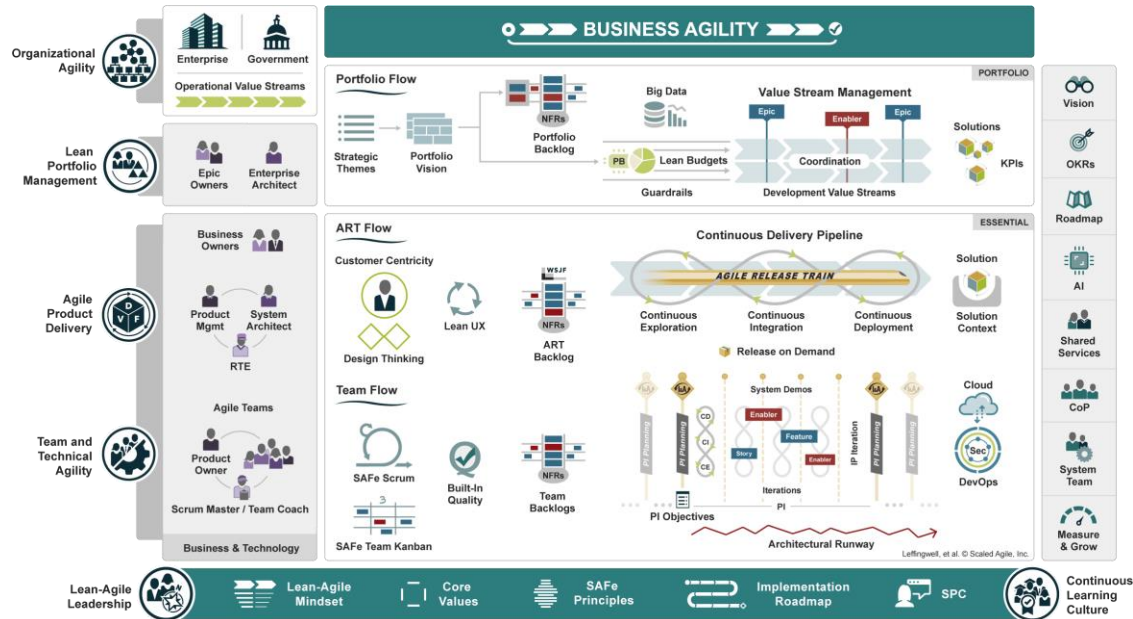 BUSINESS AGILITY
Organizational
Agility
Enterprise
Government
Operational Value Streams
Lean
Portfolio
Management
Epic
Owners
Enterprise
Architect
PORTFOLIO
Portfolio Flow
Strategic
Themes
Portfolio
Vision
NFRs
Portfolio
Backlog
Big Data
PB
Lean Budgets
Guardrails
Value Stream Management
Epic
Enabler
Epic
Coordination
Development Value Streams
Solutions
KPIs
Agile
Product
Delivery
D
V
F
Business
Owners
Product
Mgmt
System
Architect
RTE
Team and
Technical
Agility
Agile Teams
Product
Owner
Scrum Master / Team Coach
Business & Technology
ESSENTIAL
ART Flow
Customer Centricity
Design Thinking
Lean UX
WSJF
NFRs
ART
Backlog
Continuous Delivery Pipeline
AGILE RELEASE TRAIN
Continuous
Exploration
Continuous
Integration
Continuous
Deployment
Solution
Solution
Context
Release on Demand
Team Flow
SAFe Scrum
3
SAFe Team Kanban
Built-In
Quality
NFRs
Team
Backlogs
PI Planning
PI Planning
CD
CI
CE
System Demos
Enabler
Feature
Story
Enabler
Iterations
IP Iteration
PI Planning
PI Planning
PI
PI Objectives
Architectural Runway
Cloud
Sec
DevOps
Leffingwell, et al. © Scaled Agile, Inc.
Vision
OKRs
Roadmap
AI
Shared
Services
CoP
System
Team
Measure
& Grow
Lean-Agile
Leadership
Lean-Agile
Mindset
Core
Values
SAFe
Principles
Implementation
Roadmap
SPC
Continuous
Learning
Culture